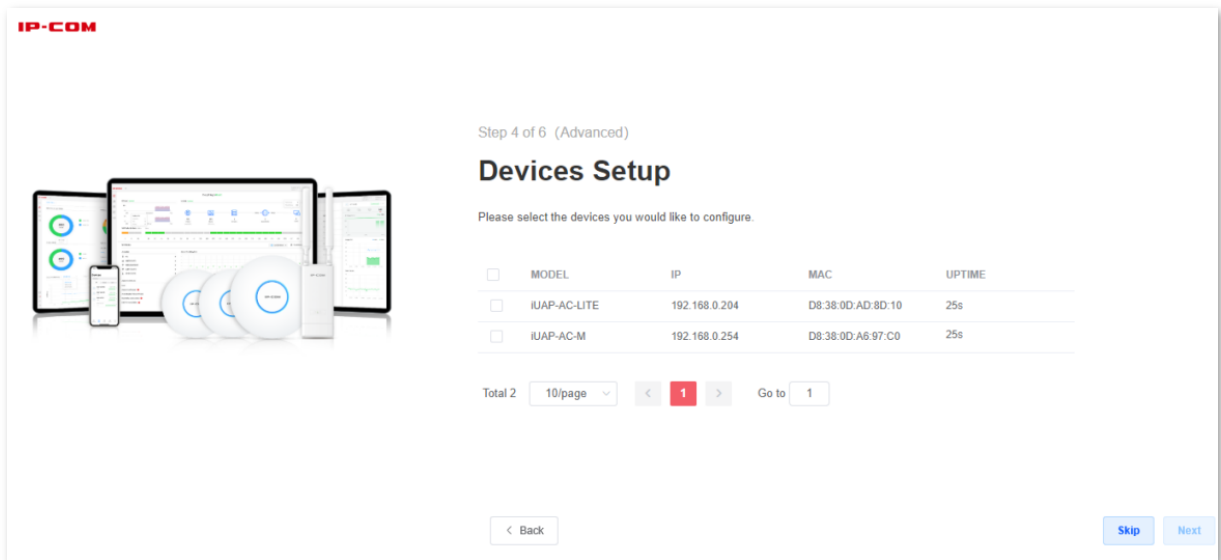 IP-COM
Step 4 of 6 (Advanced)
Devices Setup
Please select the devices you would like to configure.
MODEL IP MAC UPTIME
iUAP-AC-LITE 192.168.0.204 D8:38:0D:AD:8D:10 25s
iUAP-AC-M 192.168.0.254 D8:38:0D:A6:97:C0 25s
Total 2 10/page < 1 > Go to 1
< Back Skip Next